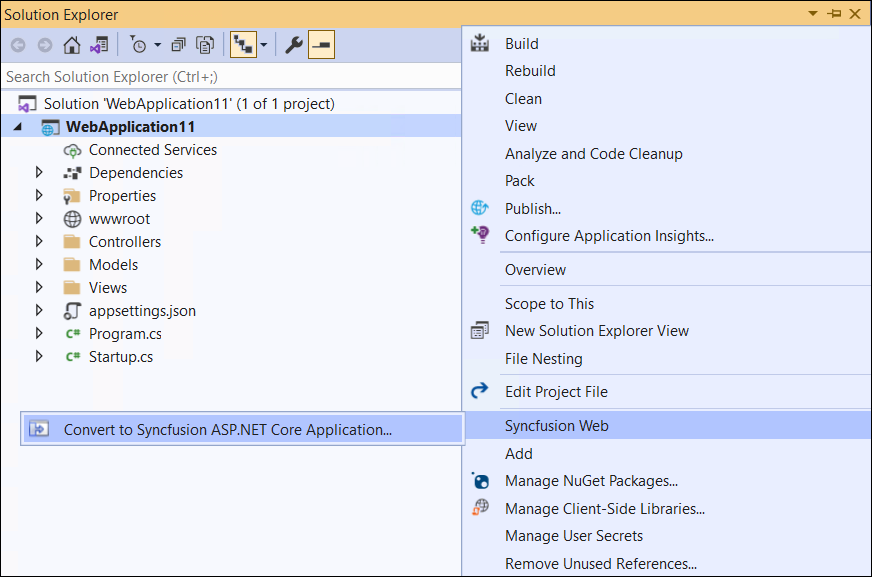 Solution Explorer
Search Solution Explorer (Ctrl+;)
Solution 'WebApplication11' (1 of 1 project)
WebApplication11
Connected Services
Dependencies
Properties
wwwroot
Controllers
Models
Views
appsettings.json
C# Program.cs
C# Startup.cs
Convert to Syncfusion ASP.NET Core Application...
Build
Rebuild
Clean
View
Analyze and Code Cleanup
Pack
Publish...
Configure Application Insights...
Overview
Scope to This
New Solution Explorer View
File Nesting
Edit Project File
Syncfusion Web
Add
Manage NuGet Packages...
Manage Client-Side Libraries...
Manage User Secrets
Remove Unused References...